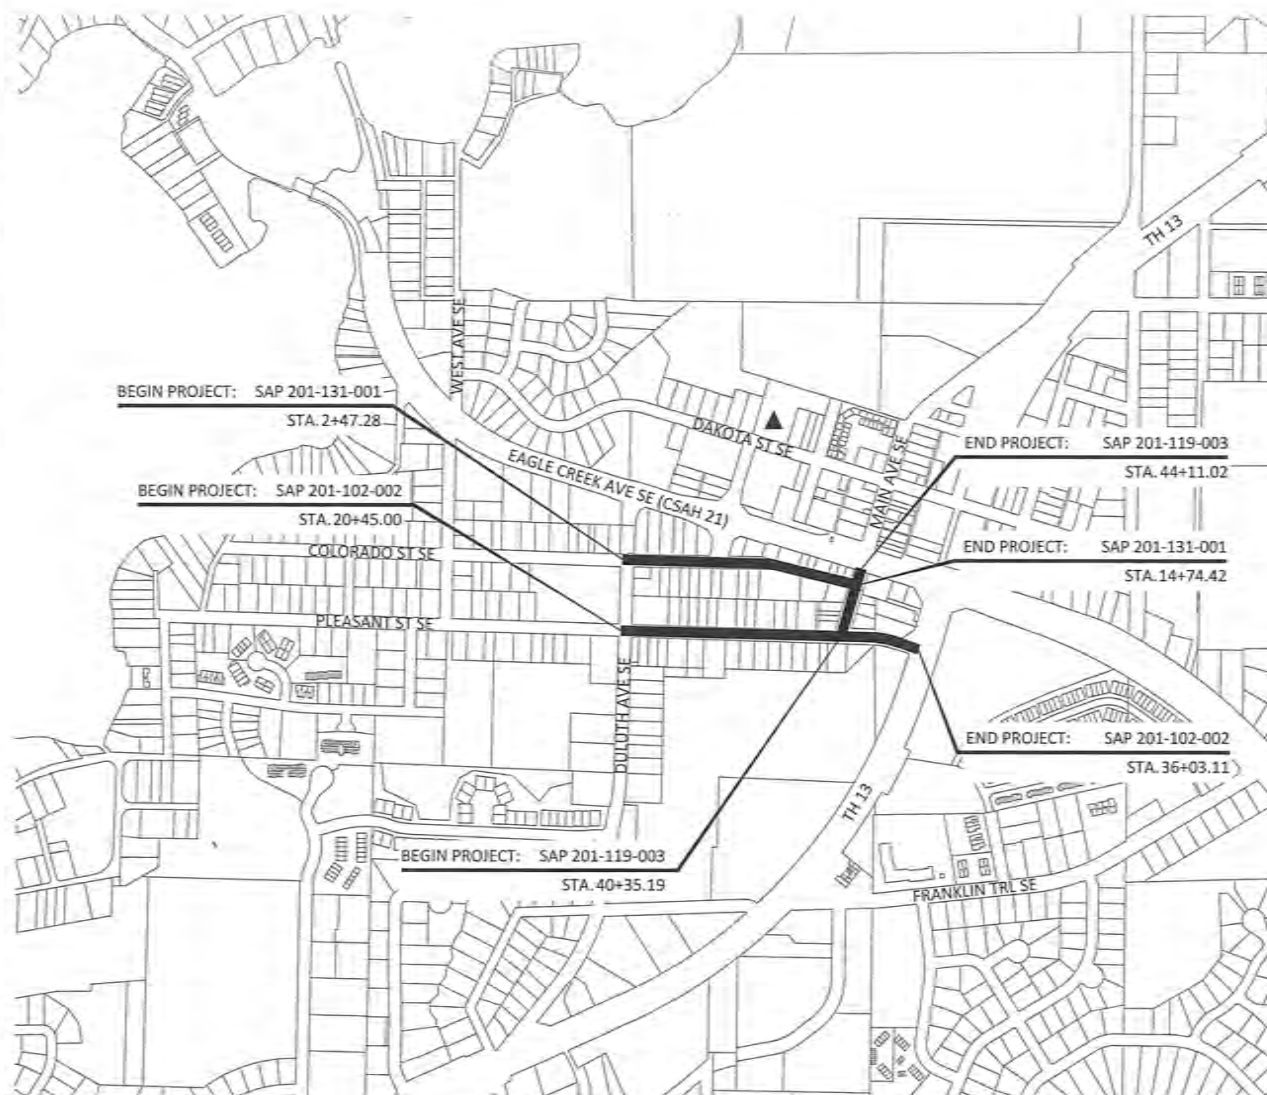 TH 13
WEST AVE SE
BEGIN PROJECT: SAP 201-131-001
STA. 2+47.28
DAKOTA ST SE
MAIN AVE SE
END PROJECT: SAP 201-119-003
STA. 44+11.02
EAGLE CREEK AVE SE (CSAH 21)
BEGIN PROJECT: SAP 201-102-002
STA. 20+45.00
COLORADO ST SE
END PROJECT: SAP 201-131-001
STA. 14+74.42
PLEASANT ST SE
DULUTH AVE SE
END PROJECT: SAP 201-102-002
STA. 36+03.11
TH 13
BEGIN PROJECT: SAP 201-119-003
STA. 40+35.19
FRANKLIN TRL SE